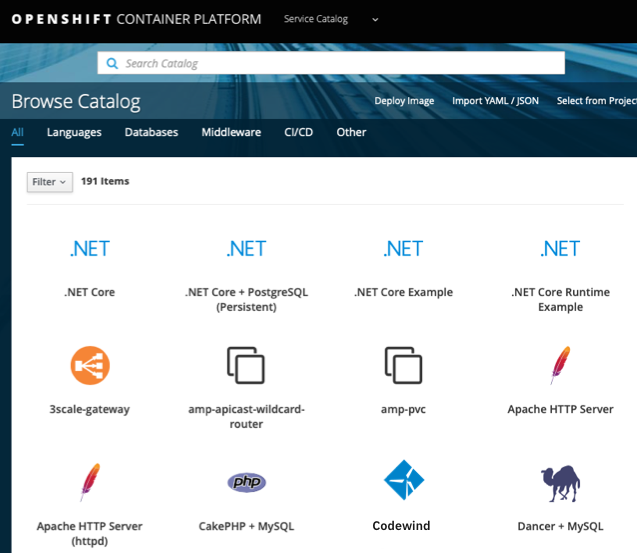 OPENSHIFT CONTAINER PLATFORM Service Catalog
Search Catalog
Browse Catalog
Deploy Image Import YAML / JSON Select from Project
All Languages Databases Middleware CI/CD Other
Filter 191 Items
.NET .NET .NET .NET
.NET Core .NET Core + PostgreSQL .NET Core Example .NET Core Runtime
(Persistent) Example
3scale-gateway amp-apicast-wildcard- amp-pvc Apache HTTP Server
router
php
Apache HTTP Server CakePHP + MySQL Codewind Dancer + MySQL
(httpd)